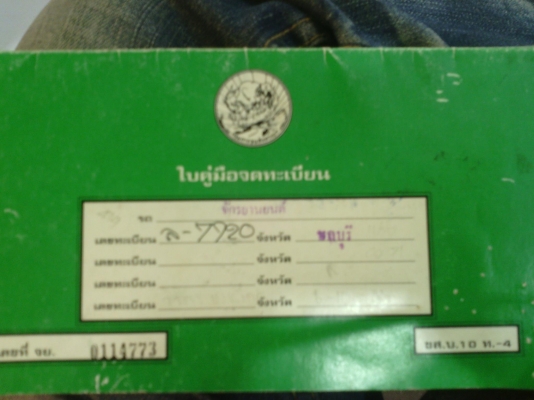 ใบคู่มือจดทะเบียน
รถ จักรยานยนต์
เลขทะเบียน -7920 จังหวัด ชลบุรี
เลขทะเบียน จังหวัด
เลขทะเบียน จังหวัด
เลขทะเบียน จังหวัด
เลขที่ จย. 0114773
ขศ.บ.10 ท.-4